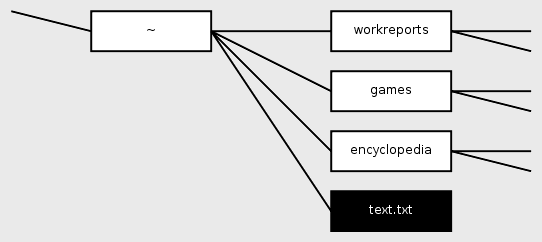 ~
workreports
games
encyclopedia
text.txt